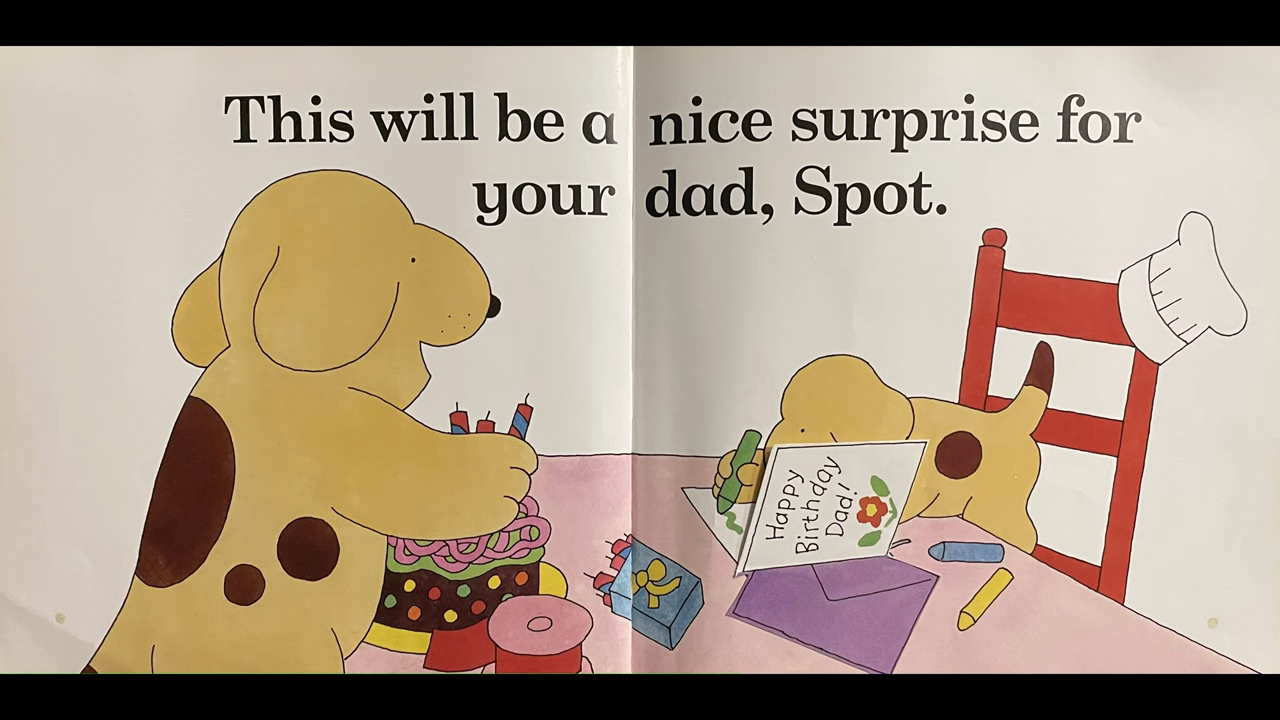 This will be a nice surprise for
your dad, Spot.
Happy
Birthday
Dad!